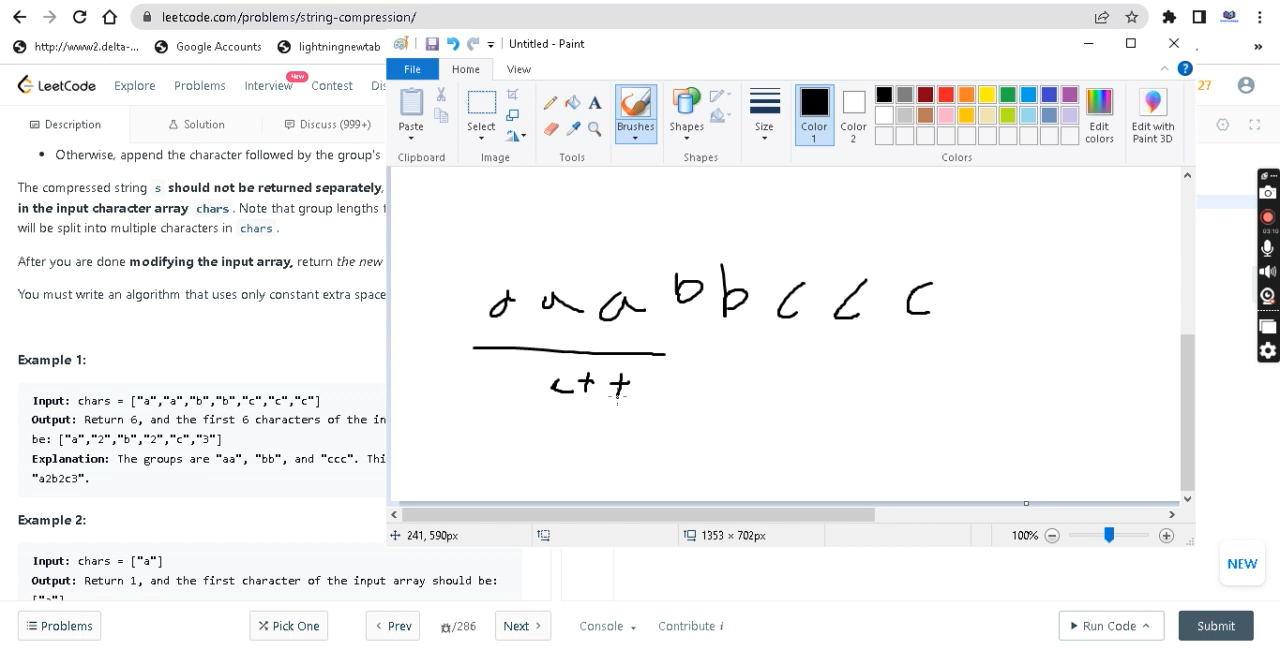 leetcode.com/problems/string-compression/
http://www2.delta-... Google Accounts lightningnewtab »
Untitled - Paint
File Home View
LeetCode Explore Problems Interview New Contest Dis 27
Description Solution Discuss (999+)
Paste Select Brushes Shapes Size Color 1 Color 2 Edit colors Edit with Paint 3D
Clipboard Image Tools Shapes Colors
Otherwise, append the character followed by the group's
The compressed string s should not be returned separately,
in the input character array chars. Note that group lengths
will be split into multiple characters in chars.
After you are done modifying the input array, return the new
You must write an algorithm that uses only constant extra space
a a a b b c c c
c++
Example 1:
Input: chars = ["a","a","b","b","c","c","c"]
Output: Return 6, and the first 6 characters of the in
be: ["a","2","b","2","c","3"]
Explanation: The groups are "aa", "bb", and "ccc". Thi
"a2b2c3".
Example 2:
Input: chars = ["a"]
Output: Return 1, and the first character of the input array should be:
["a"]
241, 590px 1353 × 702px 100%
03:10
NEW
Problems Pick One < Prev /286 Next > Console Contribute i Run Code Submit